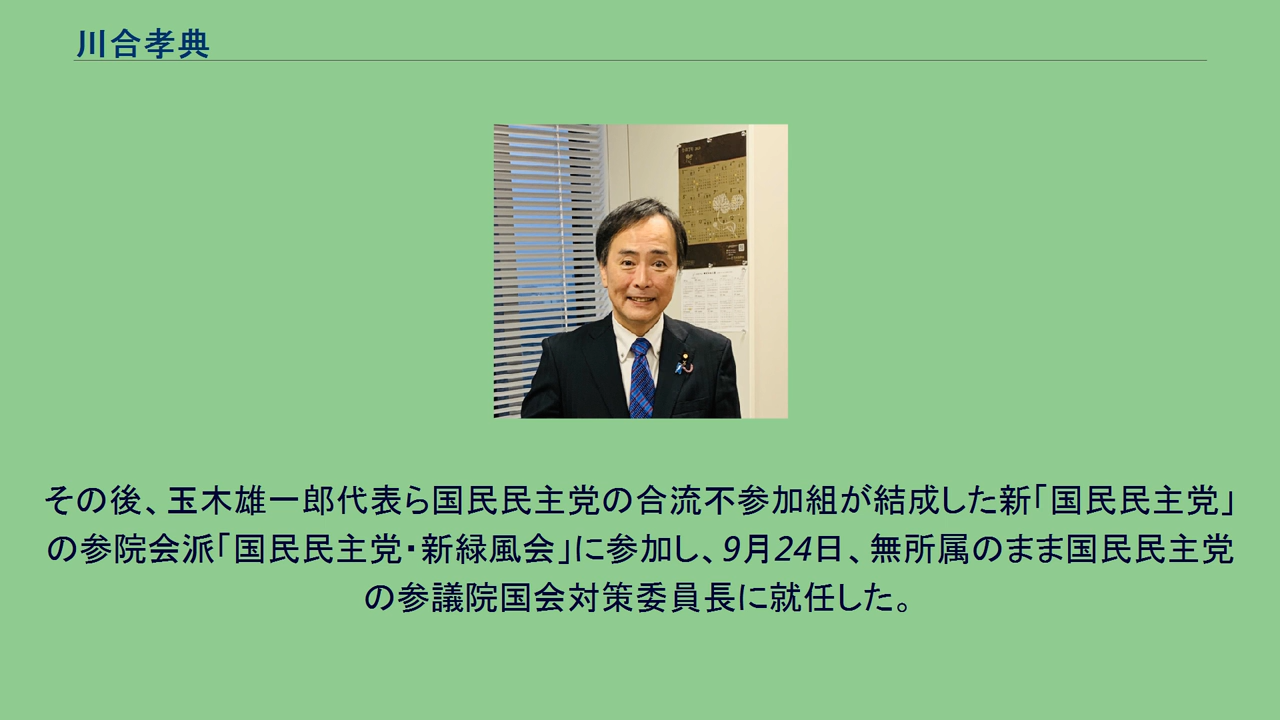 川合孝典
その後、玉木雄一郎代表ら国民民主党の合流不参加組が結成した新「国民民主党」
の参院会派「国民民主党・新緑風会」に参加し、9月24日、無所属のまま国民民主党
の参議院国会対策委員長に就任した。